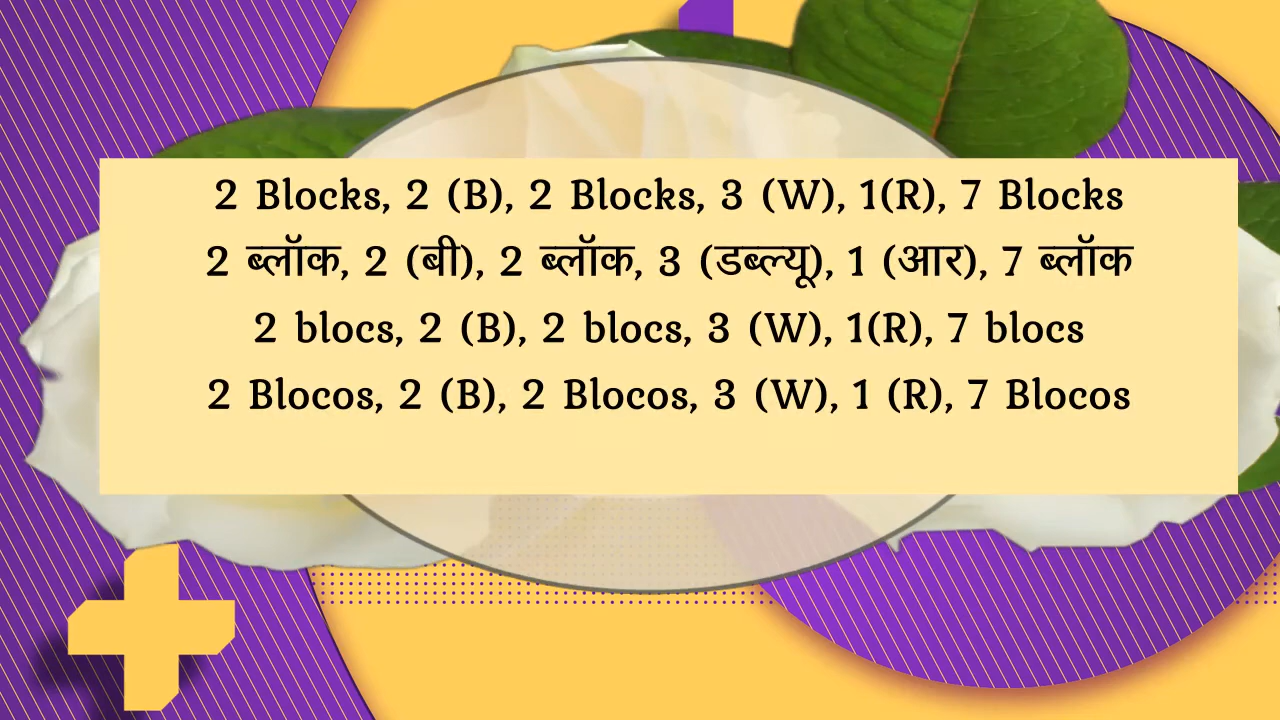 2 Blocks, 2 (B), 2 Blocks, 3 (W), 1(R), 7 Blocks
2 ब्लॉक, 2 (बी), 2 ब्लॉक, 3 (डब्ल्यू), 1 (आर), 7 ब्लॉक
2 blocs, 2 (B), 2 blocs, 3 (W), 1(R), 7 blocs
2 Blocos, 2 (B), 2 Blocos, 3 (W), 1 (R), 7 Blocos